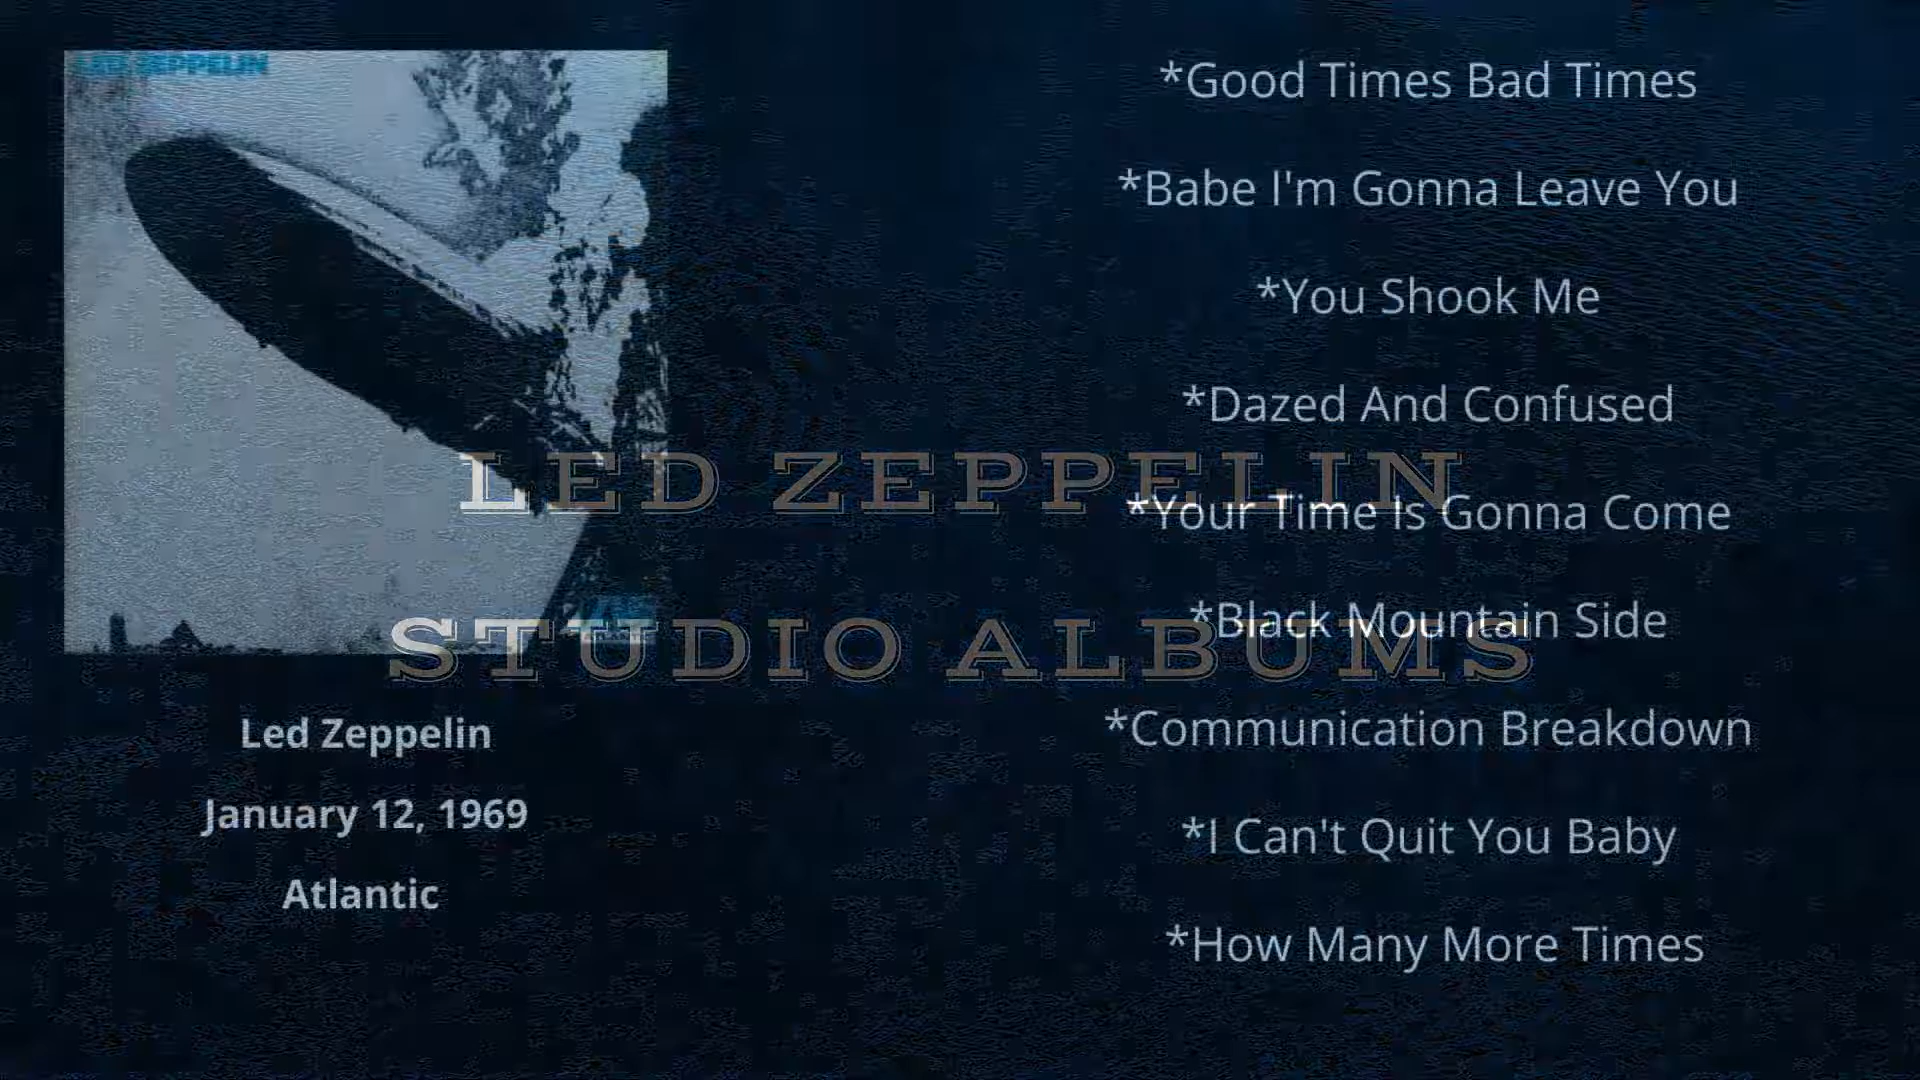 LED ZEPPELIN
*Good Times Bad Times
*Babe I'm Gonna Leave You
*You Shook Me
*Dazed And Confused
LED ZEPPELIN
*Your Time Is Gonna Come
STUDIO ALBUMS
*Black Mountain Side
*Communication Breakdown
*I Can't Quit You Baby
*How Many More Times
Led Zeppelin
January 12, 1969
Atlantic